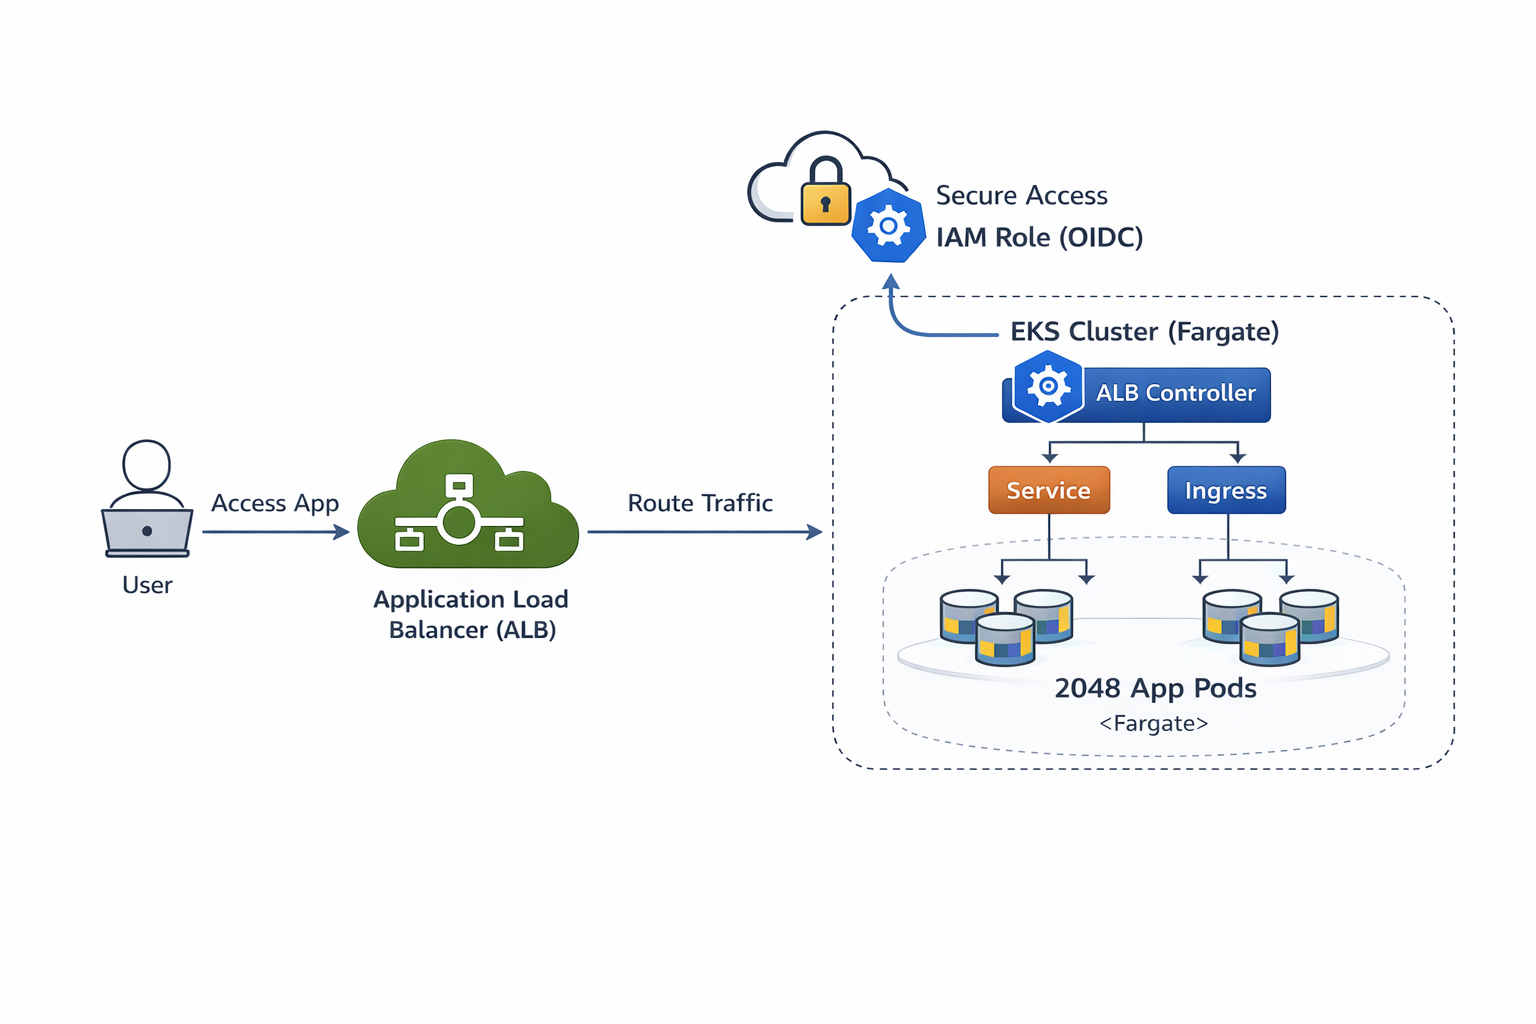 Secure Access
IAM Role (OIDC)
EKS Cluster (Fargate)
ALB Controller
Service
Ingress
Access App
Route Traffic
User
Application Load
Balancer (ALB)
2048 App Pods
<Fargate>